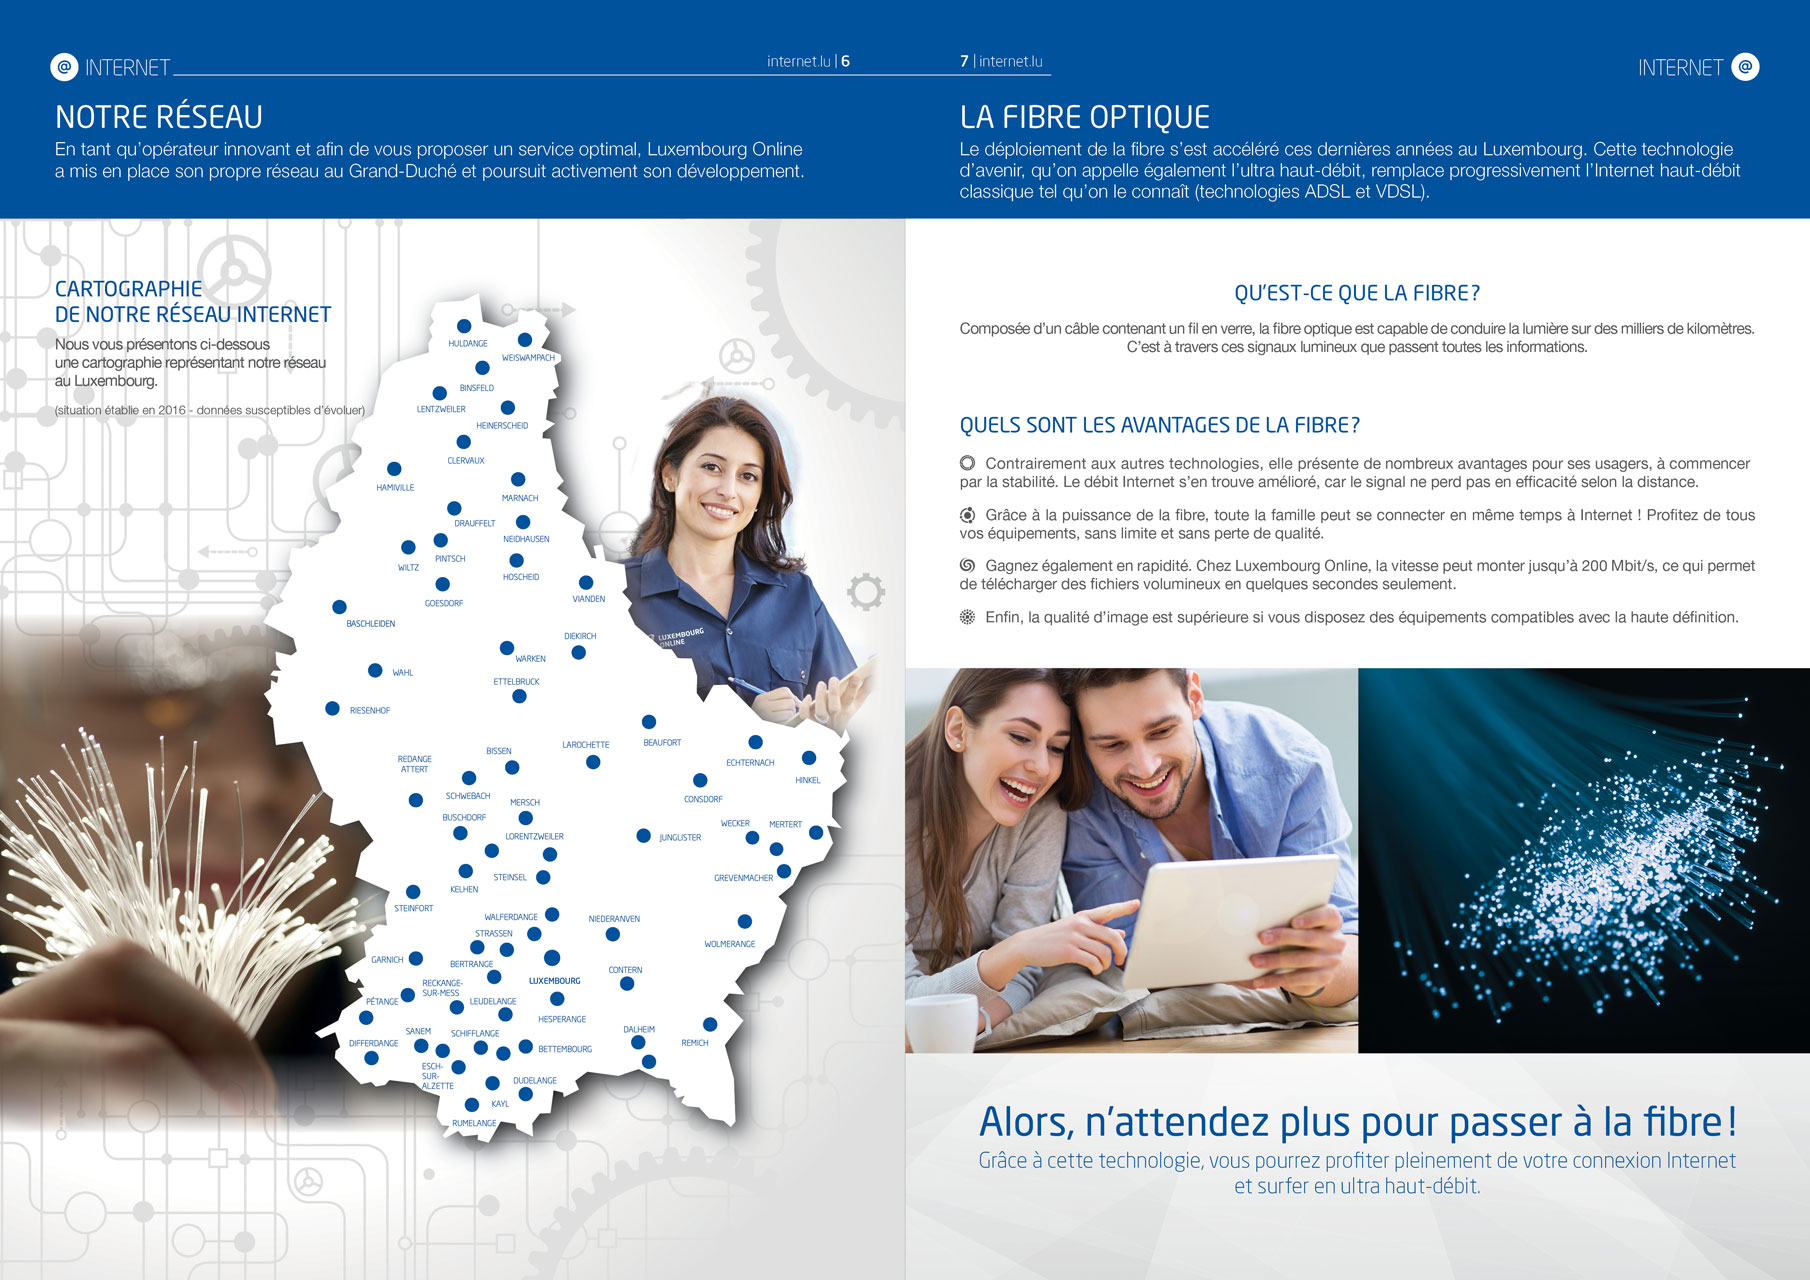 @ INTERNET
internet.lu | 6
NOTRE RÉSEAU
En tant qu'opérateur innovant et afin de vous proposer un service optimal, Luxembourg Online
a mis en place son propre réseau au Grand-Duché et poursuit activement son développement.
CARTOGRAPHIE
DE NOTRE RÉSEAU INTERNET
Nous vous présentons ci-dessous
une cartographie représentant notre réseau
au Luxembourg.
(situation établie en 2016 - données susceptibles d'évoluer)
HULDANGE
WEISWAMPACH
BINSFELD
LENTZWEILER
HEINERSCHEID
CLERVAUX
HAMIVILLE
MARNACH
DRAUFFELT
NEIDHAUSEN
PINTSCH
WILTZ
HOSCHEID
GOESDORF
VIANDEN
BASCHLEIDEN
DIEKIRCH
WARKEN
WAHL
ETTELBRUCK
RIESENHOF
LUXEMBOURG
ONLINE
BISSEN
LAROCHETTE
BEAUFORT
REDANGE
ATTERT
ECHTERNACH
HINKEL
SCHWEBACH
MERSCH
CONSDORF
BUSCHDORF
WECKER
MERTERT
LORENTZWEILER
JUNGLISTER
STEINSEL
GREVENMACHER
KELHEN
STEINFORT
WALFERDANGE
NIEDERANVEN
STRASSEN
WOLMERANGE
GARNICH
BERTRANGE
CONTERN
RECKANGE-
SUR-MESS
LUXEMBOURG
PÉTANGE
LEUDELANGE
HESPERANGE
SANEM
SCHIFFLANGE
DALHEIM
DIFFERDANGE
BETTEMBOURG
REMICH
ESCH-
SUR-
ALZETTE
DUDELANGE
KAYL
RUMELANGE
7 | internet.lu
INTERNET @
LA FIBRE OPTIQUE
Le déploiement de la fibre s'est accéléré ces dernières années au Luxembourg. Cette technologie
d'avenir, qu'on appelle également l'ultra haut-débit, remplace progressivement l'Internet haut-débit
classique tel qu'on le connaît (technologies ADSL et VDSL).
QU'EST-CE QUE LA FIBRE?
Composée d'un câble contenant un fil en verre, la fibre optique est capable de conduire la lumière sur des milliers de kilomètres.
C'est à travers ces signaux lumineux que passent toutes les informations.
QUELS SONT LES AVANTAGES DE LA FIBRE?
Contrairement aux autres technologies, elle présente de nombreux avantages pour ses usagers, à commencer
par la stabilité. Le débit Internet s'en trouve amélioré, car le signal ne perd pas en efficacité selon la distance.
Grâce à la puissance de la fibre, toute la famille peut se connecter en même temps à Internet ! Profitez de tous
vos équipements, sans limite et sans perte de qualité.
Gagnez également en rapidité. Chez Luxembourg Online, la vitesse peut monter jusqu'à 200 Mbit/s, ce qui permet
de télécharger des fichiers volumineux en quelques secondes seulement.
Enfin, la qualité d'image est supérieure si vous disposez des équipements compatibles avec la haute définition.
Alors, n'attendez plus pour passer à la fibre!
Grâce à cette technologie, vous pourrez profiter pleinement de votre connexion Internet
et surfer en ultra haut-débit.